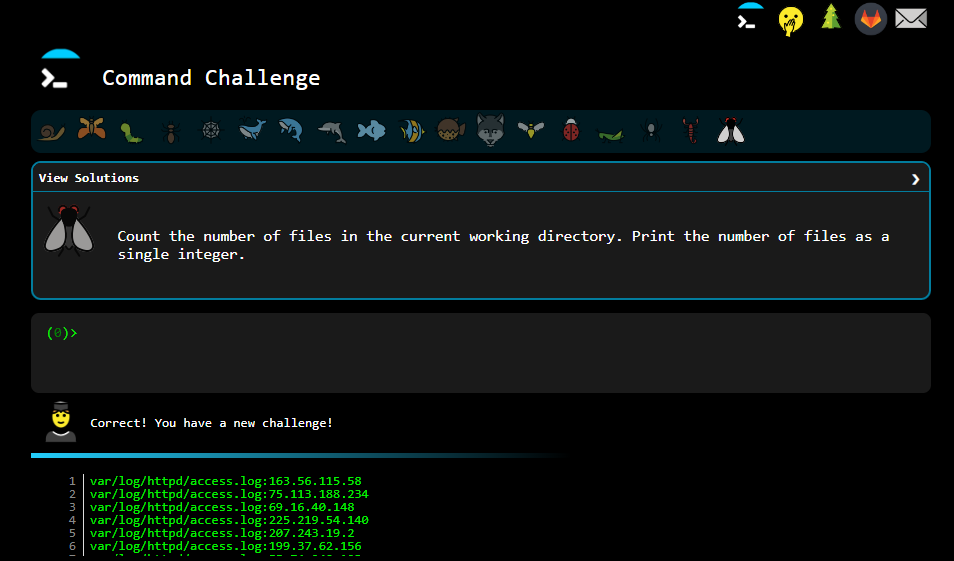 Command Challenge
View Solutions
Count the number of files in the current working directory. Print the number of files as a
single integer.
(0)>
Correct! You have a new challenge!
1 var/log/httpd/access.log:163.56.115.58
2 var/log/httpd/access.log:75.113.188.234
3 var/log/httpd/access.log:69.16.40.148
4 var/log/httpd/access.log:225.219.54.140
5 var/log/httpd/access.log:207.243.19.2
6 var/log/httpd/access.log:199.37.62.156